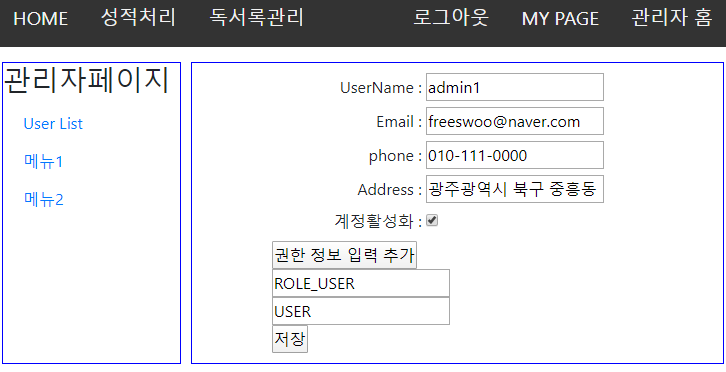 HOME 성적처리 독서록관리 로그아웃 MY PAGE 관리자 홈
관리자페이지
User List
메뉴1
메뉴2
UserName : admin1
Email : freeswoo@naver.com
phone : 010-111-0000
Address : 광주광역시 북구 중흥동
계정활성화 :
권한 정보 입력 추가
ROLE_USER
USER
저장